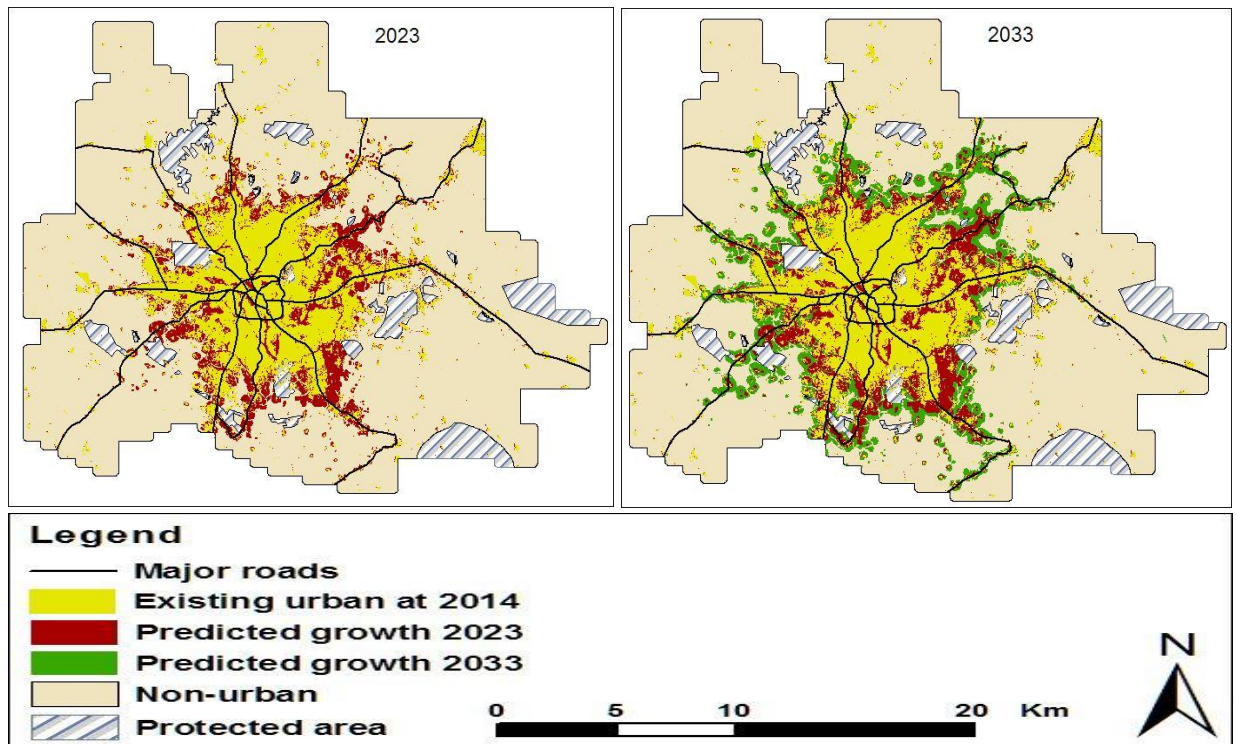 2023
2033
Legend
Major roads
Existing urban at 2014
Predicted growth 2023
Predicted growth 2033
Non-urban
Protected area
0 5 10 20 Km
N